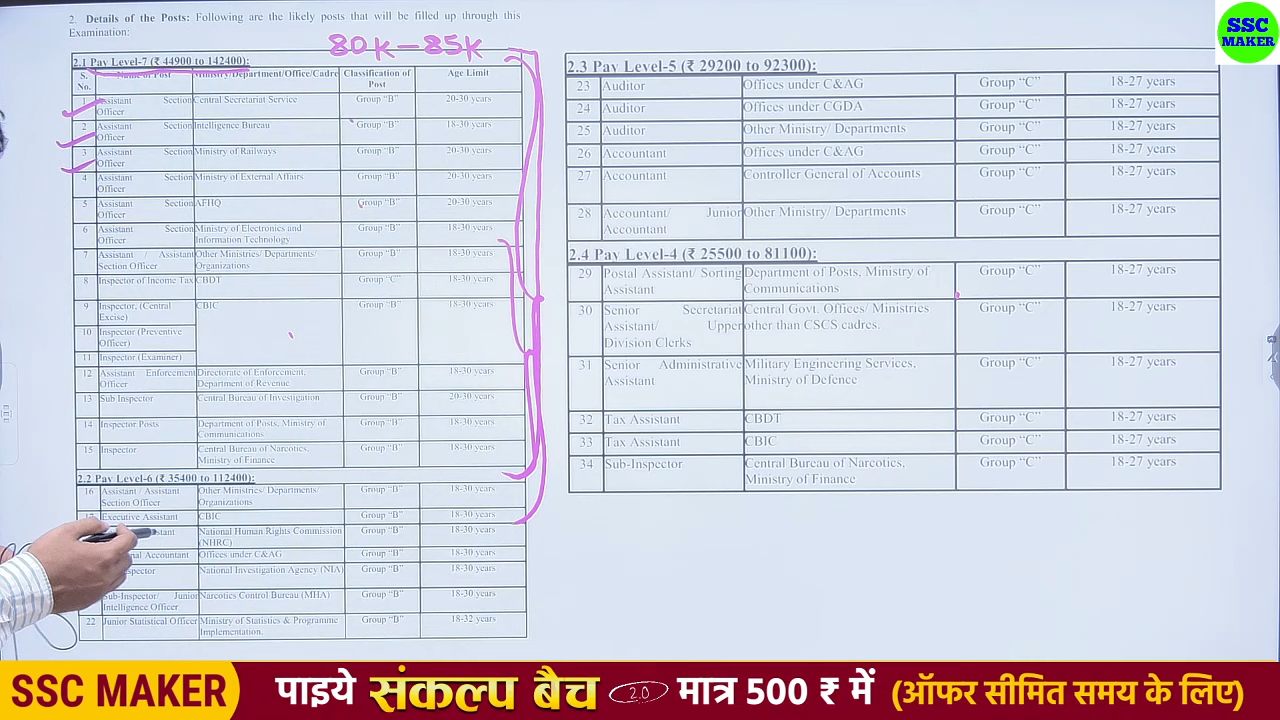 2. Details of the Posts: Following are the likely posts that will be filled up through this
Examination:
80K-85K
2.1 Pay Level-7 (₹ 44900 to 142400):
S. No. Name of Post Ministry/Department/Office/Cadre Classification of Post Age Limit
1 Assistant Section Officer Central Secretariat Service Group "B" 20-30 years
2 Assistant Section Officer Intelligence Bureau Group "B" 18-30 years
3 Assistant Section Officer Ministry of Railways Group "B" 20-30 years
4 Assistant Section Officer Ministry of External Affairs Group "B" 20-30 years
5 Assistant Section Officer AFHQ Group "B" 20-30 years
6 Assistant Section Officer Ministry of Electronics and Information Technology Group "B" 18-30 years
7 Assistant / Assistant Section Officer Other Ministries/ Departments/ Organizations Group "B" 18-30 years
8 Inspector of Income Tax CBDT Group "C" 18-30 years
9 Inspector, (Central Excise) CBIC Group "B" 18-30 years
10 Inspector (Preventive Officer)
11 Inspector (Examiner)
12 Assistant Enforcement Officer Directorate of Enforcement, Department of Revenue Group "B" 18-30 years
13 Sub Inspector Central Bureau of Investigation Group "B" 20-30 years
14 Inspector Posts Department of Posts, Ministry of Communications Group "B" 18-30 years
15 Inspector Central Bureau of Narcotics, Ministry of Finance Group "B" 18-30 years
2.2 Pay Level-6 (₹ 35400 to 112400):
16 Assistant / Assistant Section Officer Other Ministries/ Departments/ Organizations Group "B" 18-30 years
17 Executive Assistant CBIC Group "B" 18-30 years
National Human Rights Commission (NHRC) Group "B" 18-30 years
Accountant Offices under C&AG Group "B" 18-30 years
National Investigation Agency (NIA) Group "B" 18-30 years
Sub-Inspector/ Junior Intelligence Officer Narcotics Control Bureau (MHA) Group "B" 18-30 years
22 Junior Statistical Officer Ministry of Statistics & Programme Implementation. Group "B" 18-32 years
2.3 Pay Level-5 (₹ 29200 to 92300):
23 Auditor Offices under C&AG Group "C" 18-27 years
24 Auditor Offices under CGDA Group "C" 18-27 years
25 Auditor Other Ministry/ Departments Group "C" 18-27 years
26 Accountant Offices under C&AG Group "C" 18-27 years
27 Accountant Controller General of Accounts Group "C" 18-27 years
28 Accountant/ Junior Accountant Other Ministry/ Departments Group "C" 18-27 years
2.4 Pay Level-4 (₹ 25500 to 81100):
29 Postal Assistant/ Sorting Assistant Department of Posts, Ministry of Communications Group "C" 18-27 years
30 Senior Secretariat Assistant/ Upper Division Clerks Central Govt. Offices/ Ministries other than CSCS cadres. Group "C" 18-27 years
31 Senior Administrative Assistant Military Engineering Services, Ministry of Defence Group "C" 18-27 years
32 Tax Assistant CBDT Group "C" 18-27 years
33 Tax Assistant CBIC Group "C" 18-27 years
34 Sub-Inspector Central Bureau of Narcotics, Ministry of Finance Group "C" 18-27 years
SSC
MAKER
SSC MAKER पाइये संकल्प बैच 2.0 मात्र 500 ₹ में (ऑफर सीमित समय के लिए)